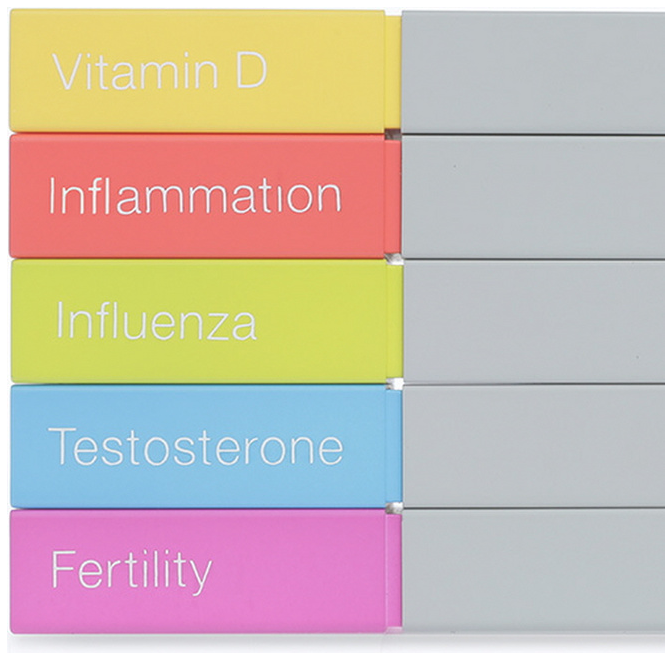 Vitamin D
Inflammation
Influenza
Testosterone
Fertility